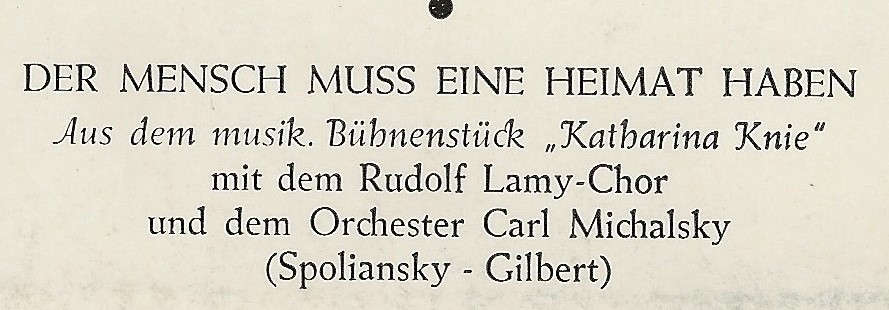 DER MENSCH MUSS EINE HEIMAT HABEN
Aus dem musik. Bühnenstück „Katharina Knie“
mit dem Rudolf Lamy-Chor
und dem Orchester Carl Michalsky
(Spoliansky - Gilbert)